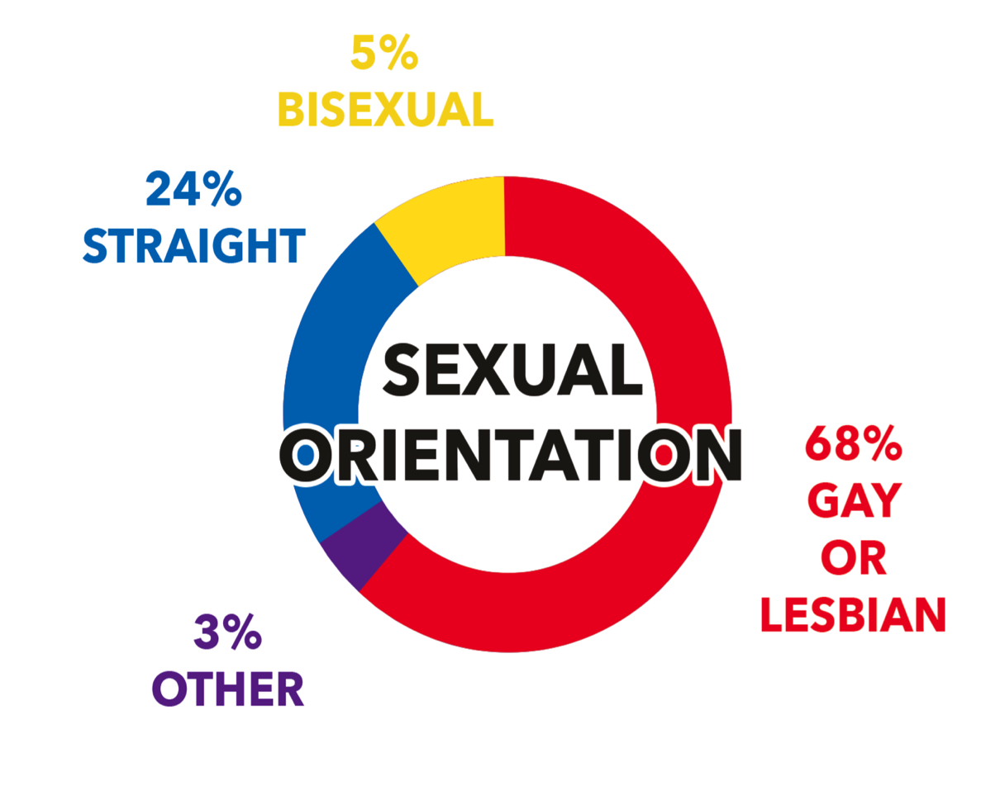 5%
BISEXUAL
24%
STRAIGHT
SEXUAL
ORIENTATION
68%
GAY
OR
LESBIAN
3%
OTHER